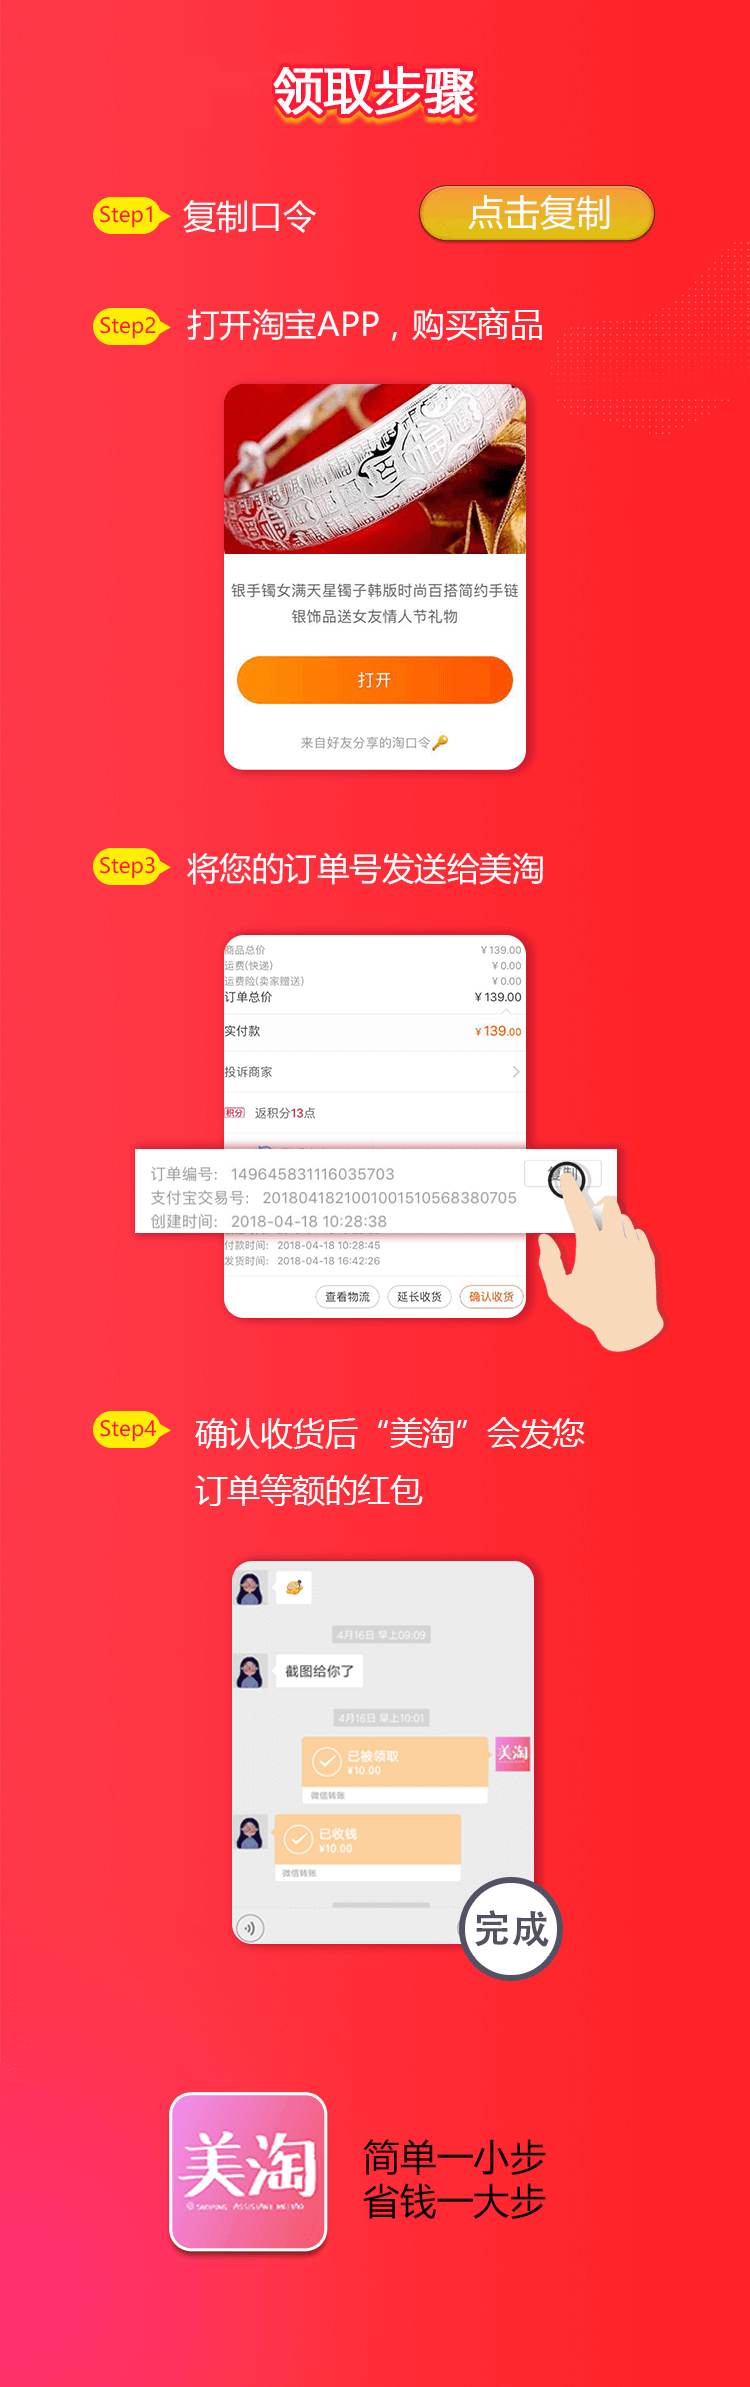 领取步骤
Step1 复制口令 点击复制
Step2 打开淘宝APP，购买商品
银手镯女满天星镯子韩版时尚百搭简约手链
银饰品送女友情人节礼物
打开
来自好友分享的淘口令
Step3 将您的订单号发送给美淘
商品总价 ¥139.00
运费(快递) ¥0.00
运费险(卖家赠送) ¥0.00
订单总价 ¥139.00
实付款 ¥139.00
投诉商家
积分 返积分13点
订单编号: 149645831116035703 复制
支付宝交易号: 2018041821001001510568380705
创建时间: 2018-04-18 10:28:38
付款时间: 2018-04-18 10:28:45
发货时间: 2018-04-18 16:42:26
查看物流 延长收货 确认收货
Step4 确认收货后“美淘”会发您
订单等额的红包
4月16日 早上09:09
截图给你了
4月16日 早上10:01
已被领取
¥10.00
美淘
微信转账
已收钱
¥10.00
微信转账
完成
美淘
简单一小步
省钱一大步